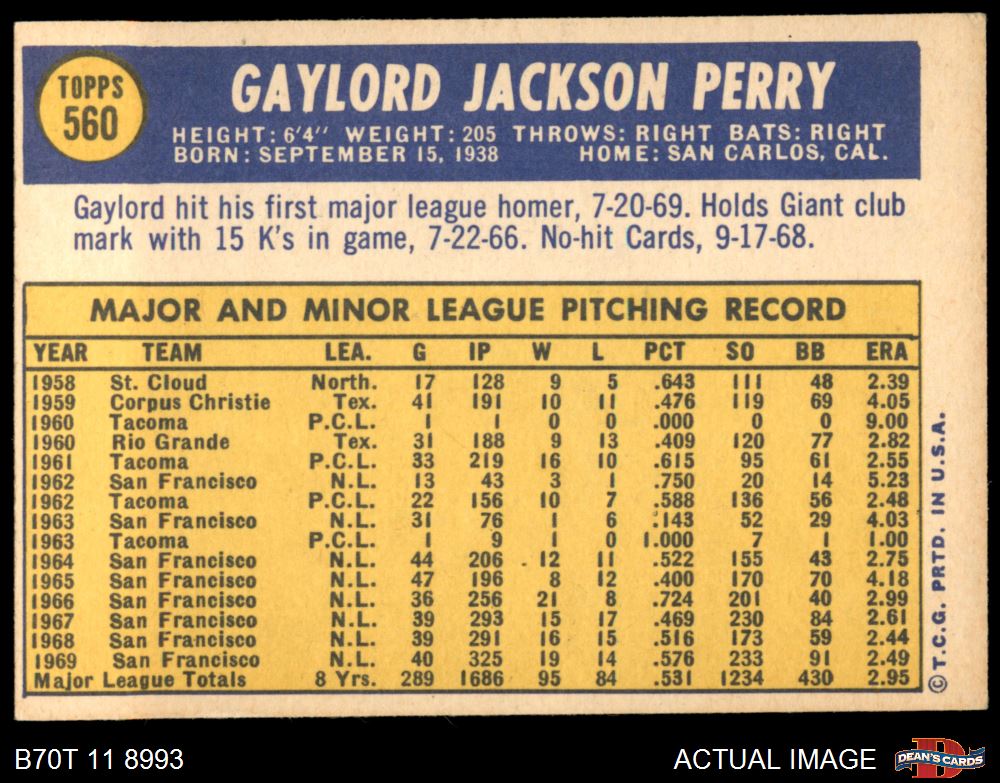 TOPPS
560
GAYLORD JACKSON PERRY
HEIGHT: 6'4" WEIGHT: 205 THROWS: RIGHT BATS: RIGHT
BORN: SEPTEMBER 15, 1938 HOME: SAN CARLOS, CAL.
Gaylord hit his first major league homer, 7-20-69. Holds Giant club
mark with 15 K's in game, 7-22-66. No-hit Cards, 9-17-68.
MAJOR AND MINOR LEAGUE PITCHING RECORD
YEAR TEAM LEA. G IP W L PCT SO BB ERA
1958 St. Cloud North. 17 128 9 5 .643 111 48 2.39
1959 Corpus Christie Tex. 41 191 10 11 .476 119 69 4.05
1960 Tacoma P.C.L. 1 1 0 0 .000 0 0 9.00
1960 Rio Grande Tex. 31 188 9 13 .409 120 77 2.82
1961 Tacoma P.C.L. 33 219 16 10 .615 95 61 2.55
1962 San Francisco N.L. 13 43 3 1 .750 20 14 5.23
1962 Tacoma P.C.L. 22 156 10 7 .588 136 56 2.48
1963 San Francisco N.L. 31 76 1 6 .143 52 29 4.03
1963 Tacoma P.C.L. 1 9 1 0 1.000 7 1 1.00
1964 San Francisco N.L. 44 206 12 11 .522 155 43 2.75
1965 San Francisco N.L. 47 196 8 12 .400 170 70 4.18
1966 San Francisco N.L. 36 256 21 8 .724 201 40 2.99
1967 San Francisco N.L. 39 293 15 17 .469 230 84 2.61
1968 San Francisco N.L. 39 291 16 15 .516 173 59 2.44
1969 San Francisco N.L. 40 325 19 14 .576 233 91 2.49
Major League Totals 8 Yrs. 289 1686 95 84 .531 1234 430 2.95
© T.C.G. PRTD. IN U.S.A.
B70T 11 8993
ACTUAL IMAGE
D
DEAN'S CARDS